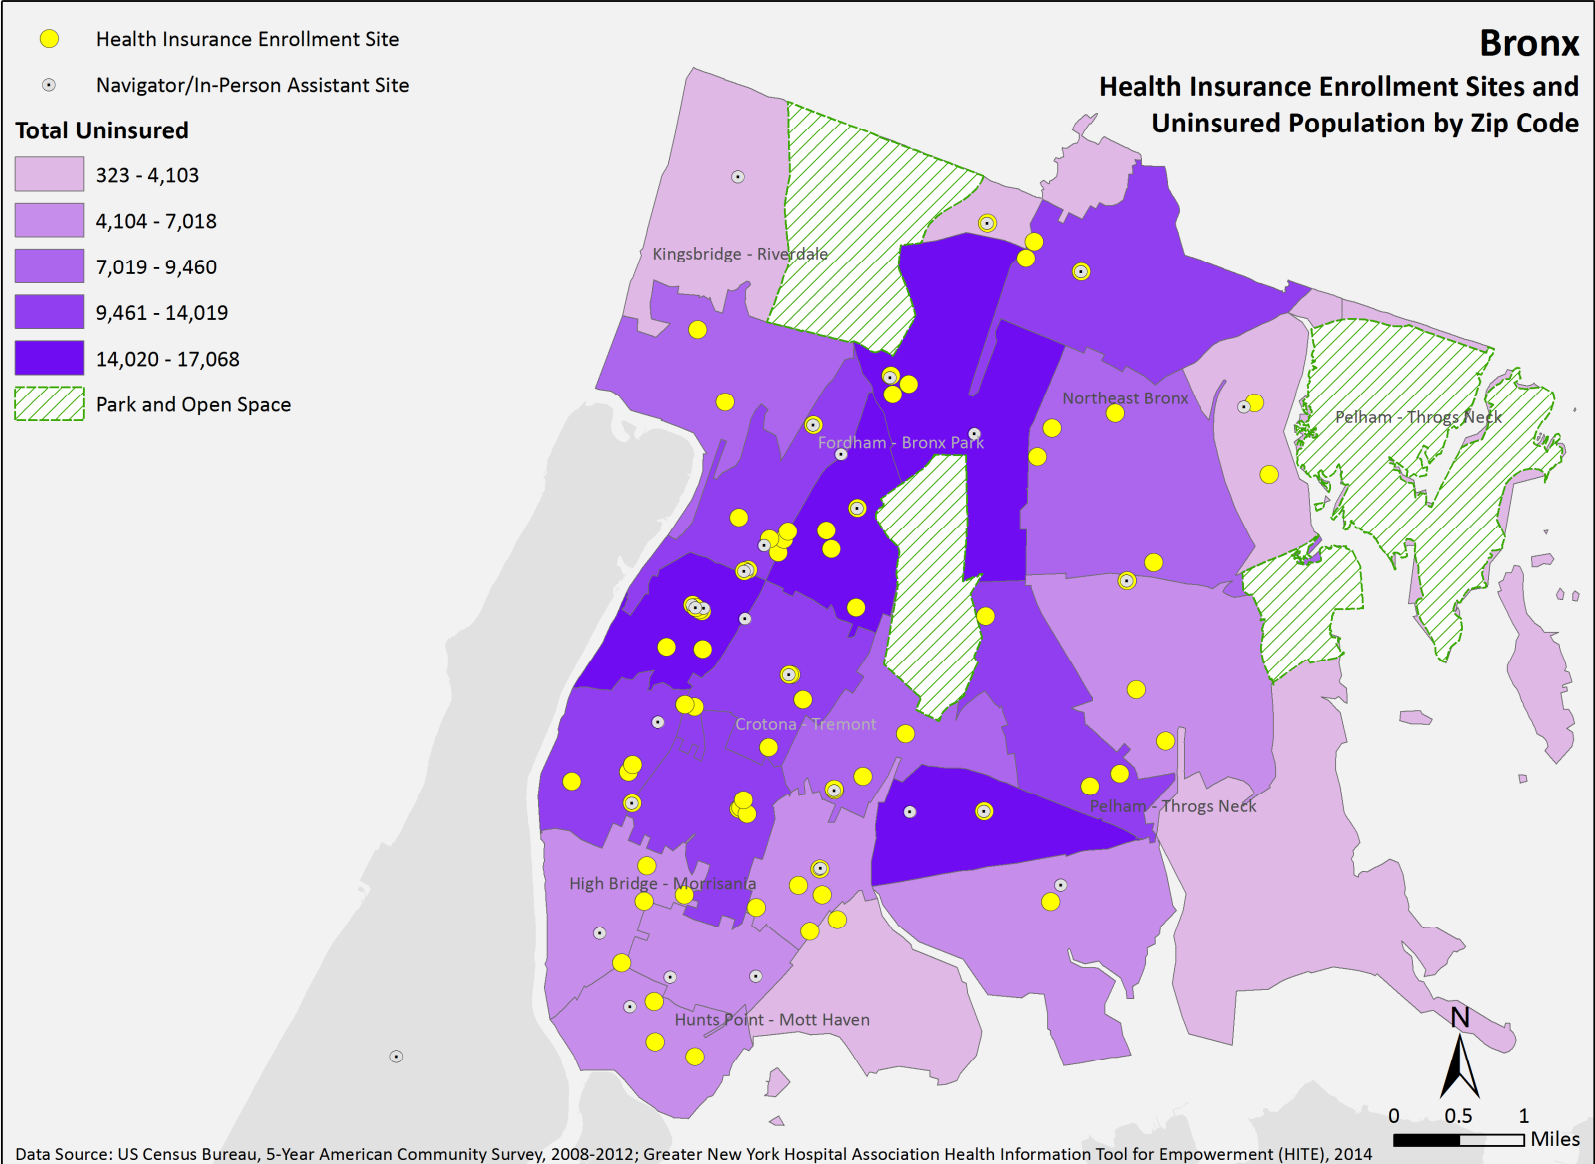 Health Insurance Enrollment Site
Navigator/In-Person Assistant Site
Total Uninsured
323 - 4,103
4,104 - 7,018
7,019 - 9,460
9,461 - 14,019
14,020 - 17,068
Park and Open Space
Bronx
Health Insurance Enrollment Sites and
Uninsured Population by Zip Code
Kingsbridge - Riverdale
Northeast Bronx
Pelham - Throgs Neck
Fordham - Bronx Park
Crotona - Tremont
Pelham - Throgs Neck
High Bridge - Morrisania
Hunts Point - Mott Haven
N
0 0.5 1
Miles
Data Source: US Census Bureau, 5-Year American Community Survey, 2008-2012; Greater New York Hospital Association Health Information Tool for Empowerment (HITE), 2014